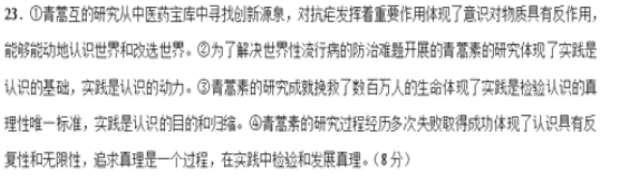 23．①青蒿互的研究从中医药宝库中寻找创新源泉，对抗疟发挥着重要作用体现了意识对物质具有反作用，
能够能动地认识世界和改选世界。②为了解决世界性流行病的防治难题开展的青蒿素的研究体现了实践是
认识的基础，实践是认识的动力。③青蒿素的研究成就挽救了数百万人的生命体现了实践是检验认识的真
理性唯一标准，实践是认识的目的和归缩。④青蒿素的研究过程经历多次失败取得成功体现了认识具有反
复性和无限性，追求真理是一个过程，在实践中检验和发展真理。（8分）